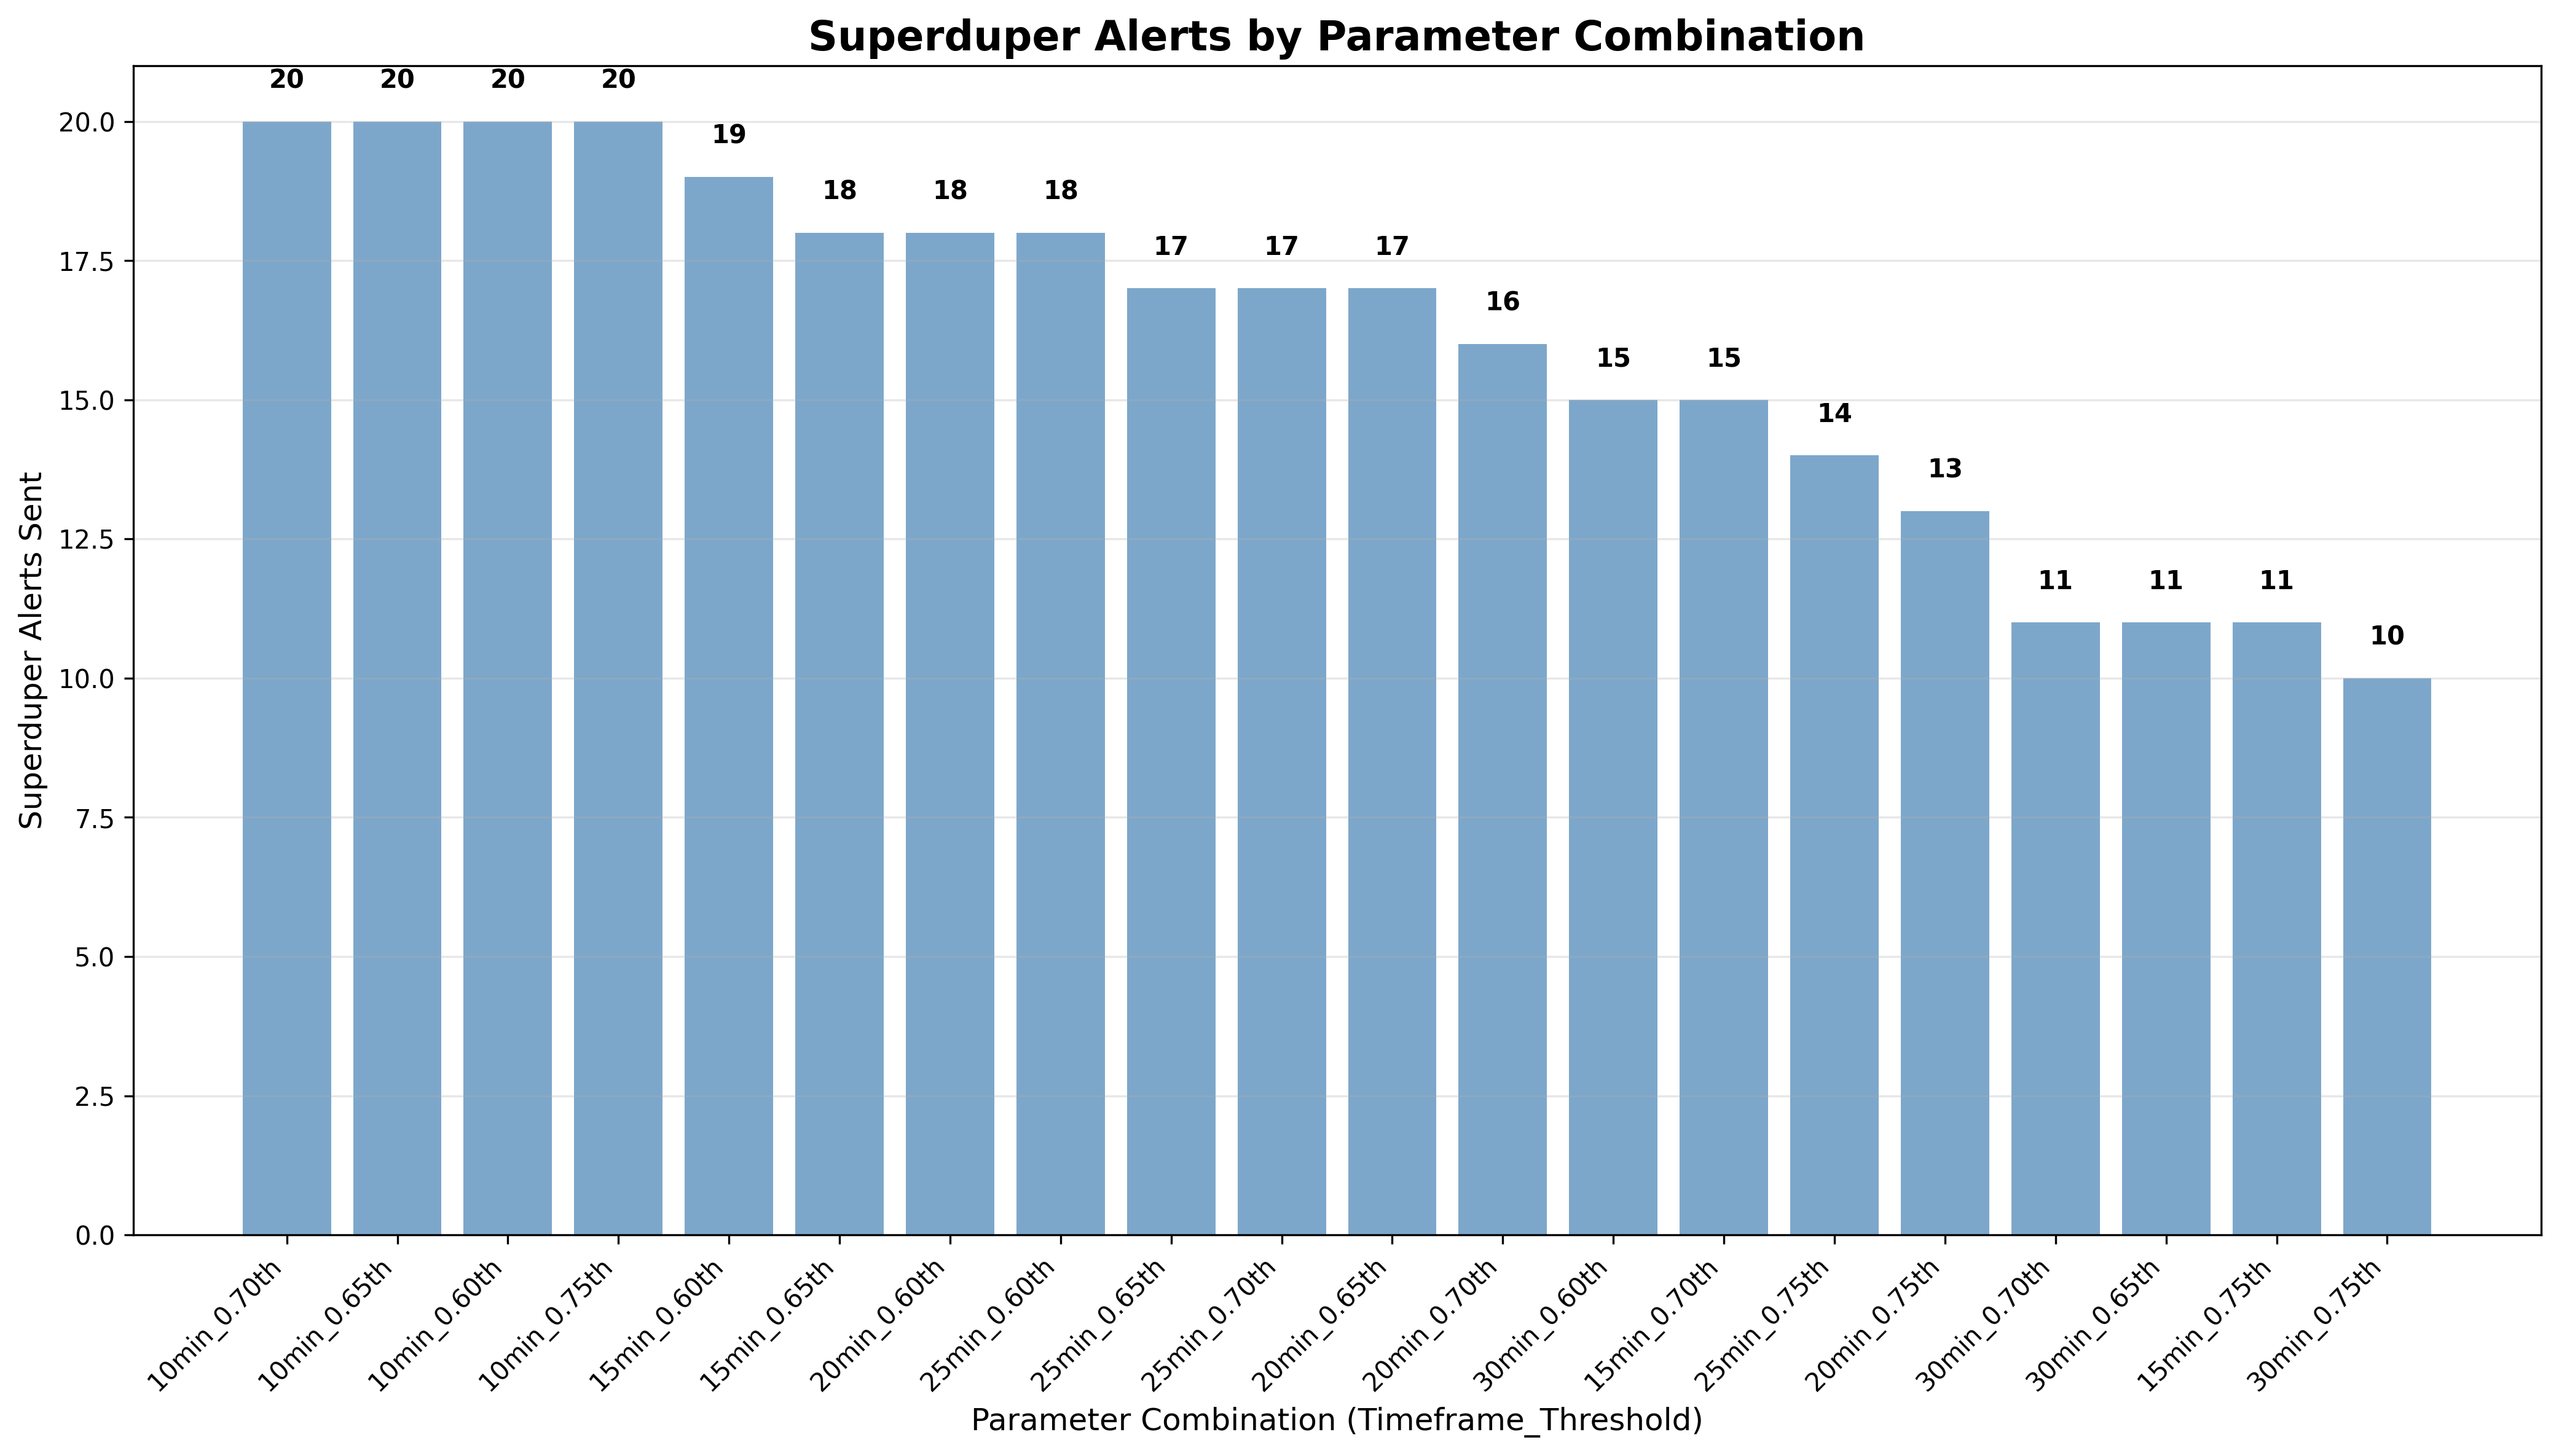 Superduper Alerts by Parameter Combination
20 20 20 20
19
18 18 18
17 17 17
16
15 15
14
13
11 11 11
10
Superduper Alerts Sent
20.0
17.5
15.0
12.5
10.0
7.5
5.0
2.5
0.0
10min_0.70th
10min_0.65th
10min_0.60th
10min_0.75th
15min_0.60th
15min_0.65th
20min_0.60th
25min_0.60th
25min_0.65th
25min_0.70th
20min_0.65th
20min_0.70th
30min_0.60th
15min_0.70th
25min_0.75th
20min_0.75th
30min_0.70th
30min_0.65th
15min_0.75th
30min_0.75th
Parameter Combination (Timeframe_Threshold)